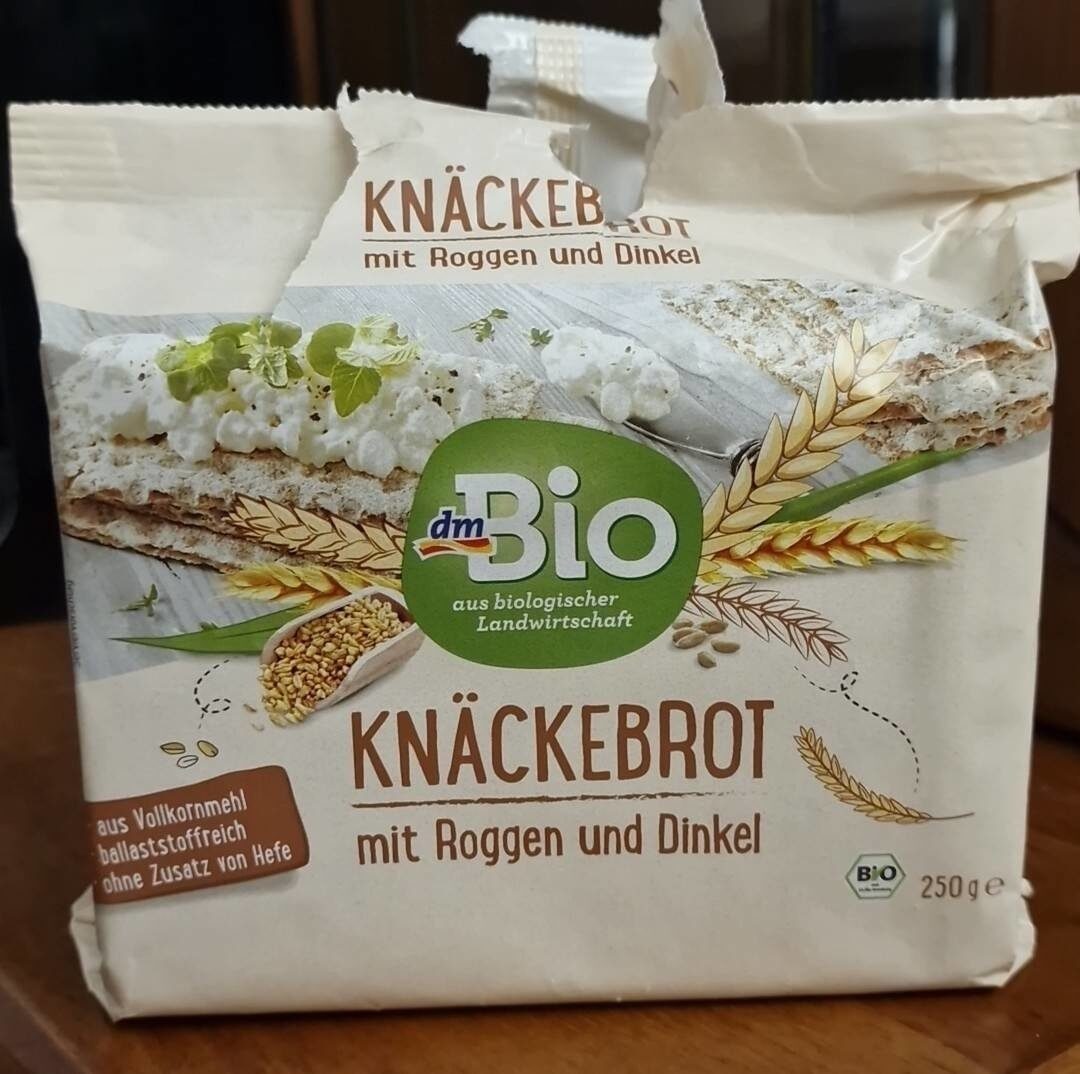 KNÄCKEBROT
mit Roggen und Dinkel
dm
Bio
aus biologischer
Landwirtschaft
KNÄCKEBROT
mit Roggen und Dinkel
aus Vollkornmehl
ballaststoffreich
ohne Zusatz von Hefe
BIO
250 g e